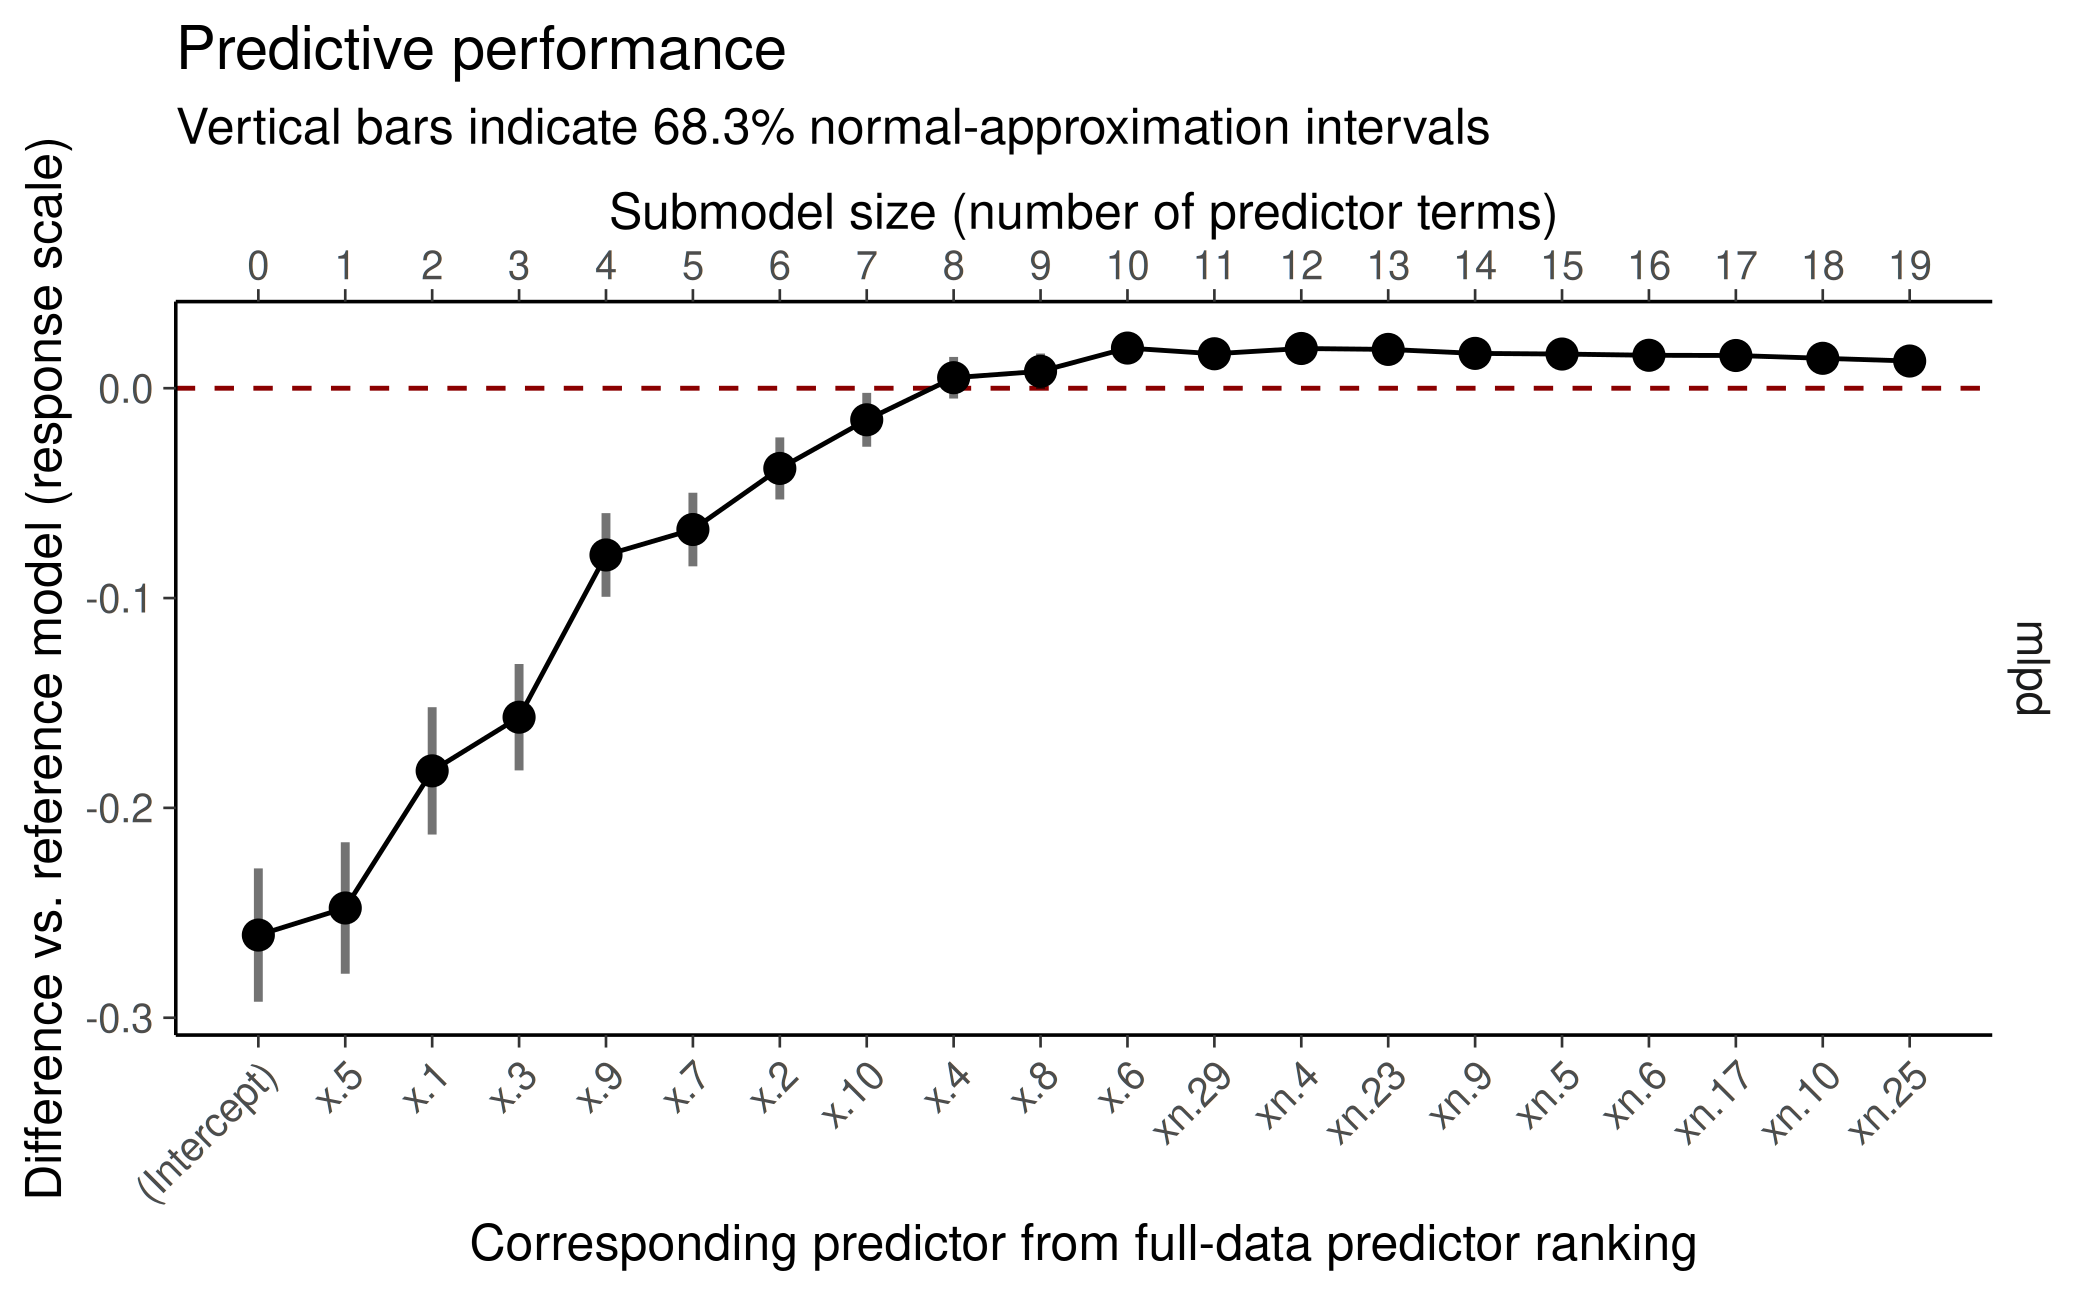 Predictive performance
Vertical bars indicate 68.3% normal-approximation intervals
Submodel size (number of predictor terms)
0 1 2 3 4 5 6 7 8 9 10 11 12 13 14 15 16 17 18 19
Difference vs. reference model (response scale)
0.0
-0.1
-0.2
-0.3
mlpd
(Intercept) x.5 x.1 x.3 x.9 x.7 x.2 x.10 x.4 x.8 x.6 xn.29 xn.4 xn.23 xn.9 xn.5 xn.6 xn.17 xn.10 xn.25
Corresponding predictor from full-data predictor ranking